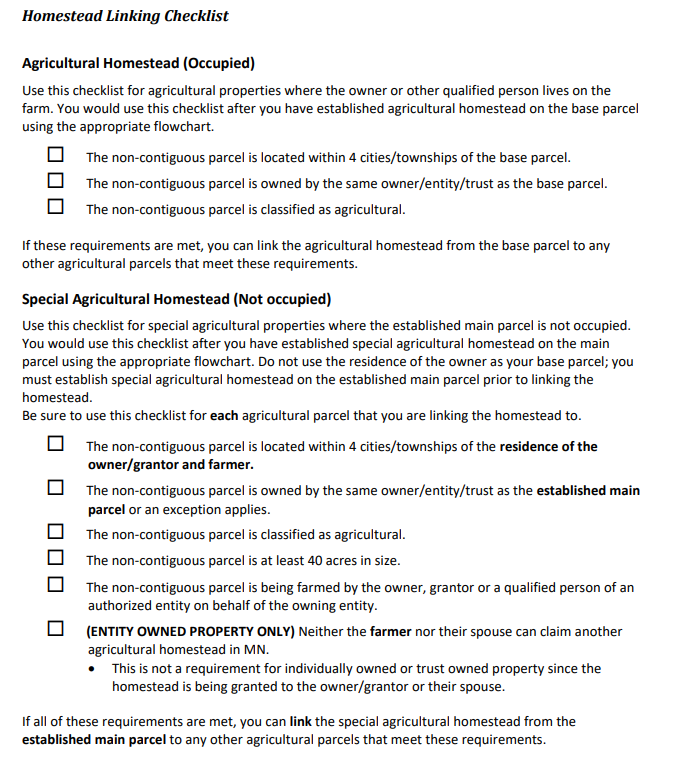 Homestead Linking Checklist
Agricultural Homestead (Occupied)
Use this checklist for agricultural properties where the owner or other qualified person lives on the
farm. You would use this checklist after you have established agricultural homestead on the base parcel
using the appropriate flowchart.
The non-contiguous parcel is located within 4 cities/townships of the base parcel.
The non-contiguous parcel is owned by the same owner/entity/trust as the base parcel.
The non-contiguous parcel is classified as agricultural.
If these requirements are met, you can link the agricultural homestead from the base parcel to any
other agricultural parcels that meet these requirements.
Special Agricultural Homestead (Not occupied)
Use this checklist for special agricultural properties where the established main parcel is not occupied.
You would use this checklist after you have established special agricultural homestead on the main
parcel using the appropriate flowchart. Do not use the residence of the owner as your base parcel; you
must establish special agricultural homestead on the established main parcel prior to linking the
homestead.
Be sure to use this checklist for each agricultural parcel that you are linking the homestead to.
The non-contiguous parcel is located within 4 cities/townships of the residence of the
owner/grantor and farmer.
The non-contiguous parcel is owned by the same owner/entity/trust as the established main
parcel or an exception applies.
The non-contiguous parcel is classified as agricultural.
The non-contiguous parcel is at least 40 acres in size.
The non-contiguous parcel is being farmed by the owner, grantor or a qualified person of an
authorized entity on behalf of the owning entity.
(ENTITY OWNED PROPERTY ONLY) Neither the farmer nor their spouse can claim another
agricultural homestead in MN.
• This is not a requirement for individually owned or trust owned property since the
homestead is being granted to the owner/grantor or their spouse.
If all of these requirements are met, you can link the special agricultural homestead from the
established main parcel to any other agricultural parcels that meet these requirements.